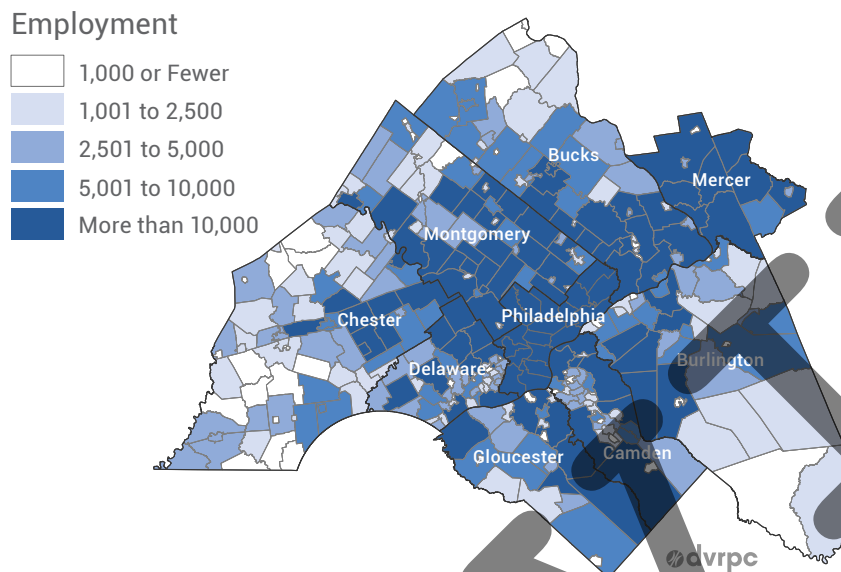 Employment
1,000 or Fewer
1,001 to 2,500
2,501 to 5,000
5,001 to 10,000
More than 10,000
Bucks
Mercer
Montgomery
Philadelphia
Chester
Delaware
Burlington
Gloucester
Camden
dvrpc